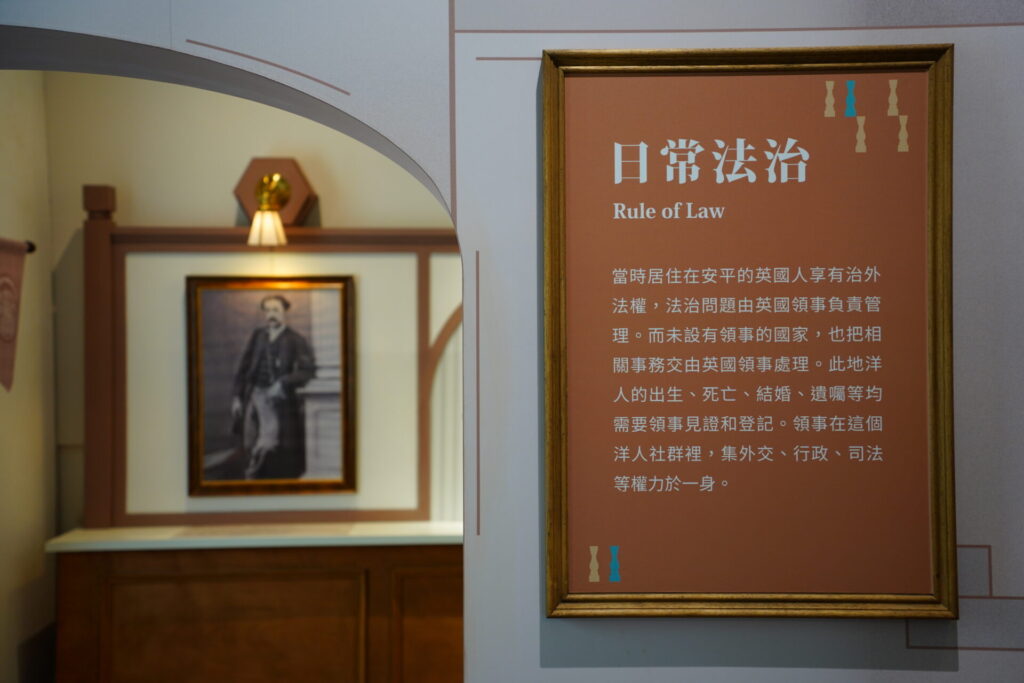 日常法治
Rule of Law
當時居住在安平的英國人享有治外
法權，法治問題由英國領事負責管
理。而未設有領事的國家，也把相
關事務交由英國領事處理。此地洋
人的出生、死亡、結婚、遺囑等均
需要領事見證和登記。領事在這個
洋人社群裡，集外交、行政、司法
等權力於一身。